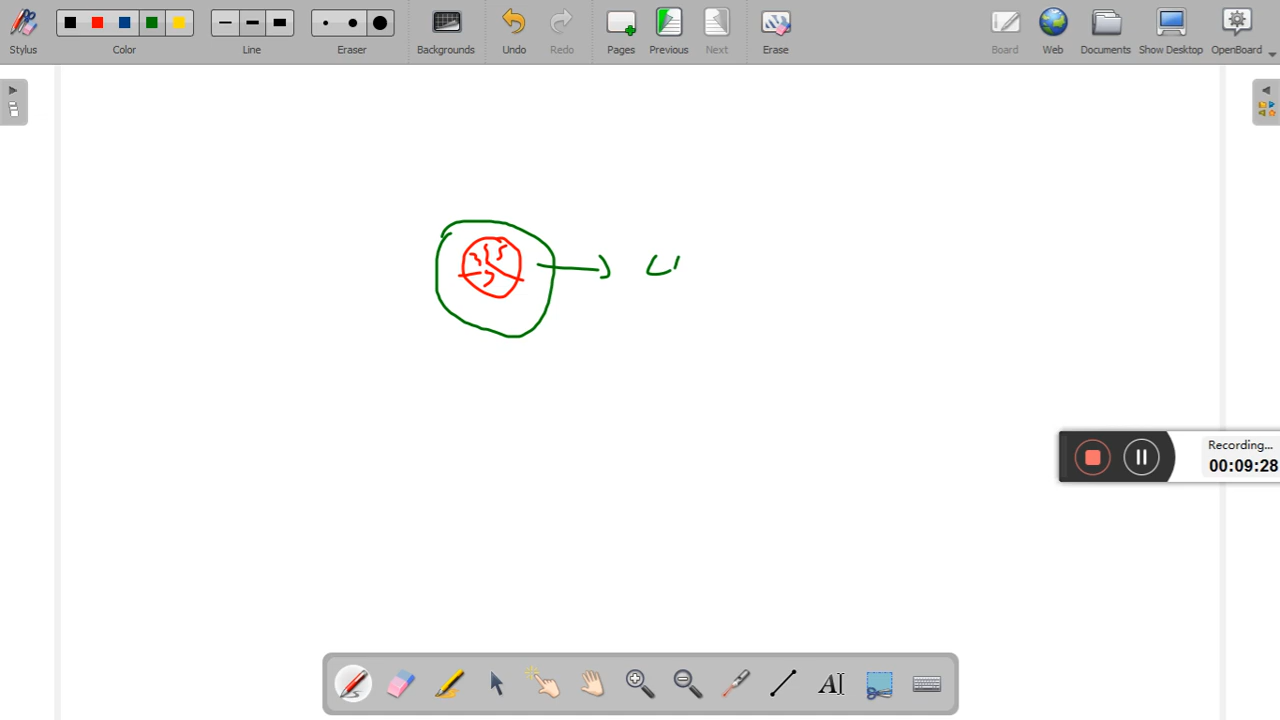 Stylus
Color
Line
Eraser
Backgrounds
Undo
Redo
Pages
Previous
Next
Erase
Board
Web
Documents
Show Desktop
OpenBoard
Recording...
00:09:28